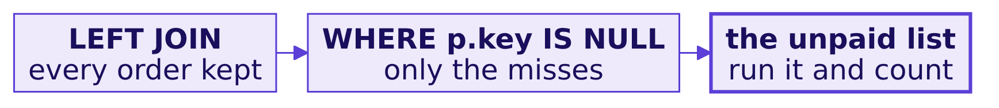 LEFT JOIN
every order kept
WHERE p.key IS NULL
only the misses
the unpaid list
run it and count